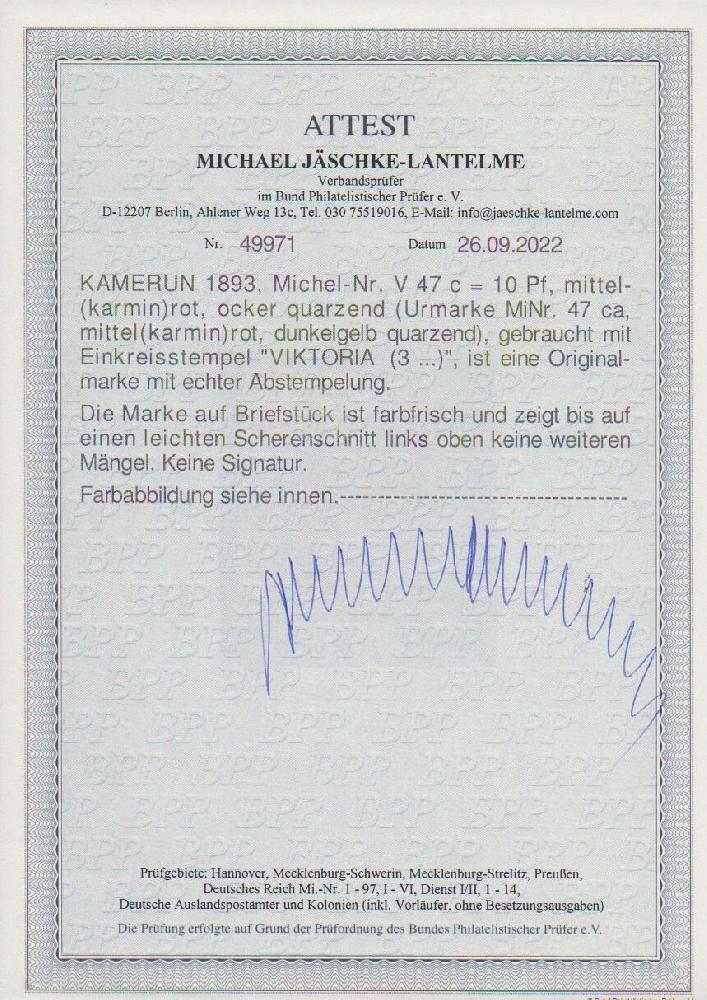 ATTEST
MICHAEL JÄSCHKE-LANTELME
Verbandsprüfer
im Bund Philatelistischer Prüfer e. V.
D-12207 Berlin, Ahlener Weg 13c, Tel. 030 75519016, E-Mail: info@jaeschke-lantelme.com
Nr. 49971 Datum 26.09.2022
KAMERUN 1893, Michel-Nr. V 47 c = 10 Pf, mittel-
(karmin)rot, ocker quarzend (Urmarke MiNr. 47 ca,
mittel(karmin)rot, dunkelgelb quarzend), gebraucht mit
Einkreisstempel "VIKTORIA (3 ...)", ist eine Original-
marke mit echter Abstempelung.
Die Marke auf Briefstück ist farbfrisch und zeigt bis auf
einen leichten Scherenschnitt links oben keine weiteren
Mängel. Keine Signatur.
Farbabbildung siehe innen.----------------------------------
Prüfgebiete: Hannover, Mecklenburg-Schwerin, Mecklenburg-Strelitz, Preußen,
Deutsches Reich Mi.-Nr. 1 - 97, I - VI, Dienst I/II, 1 - 14,
Deutsche Auslandspostämter und Kolonien (inkl. Vorläufer, ohne Besetzungsausgaben)
Die Prüfung erfolgte auf Grund der Prüfordnung des Bundes Philatelistischer Prüfer e.V.